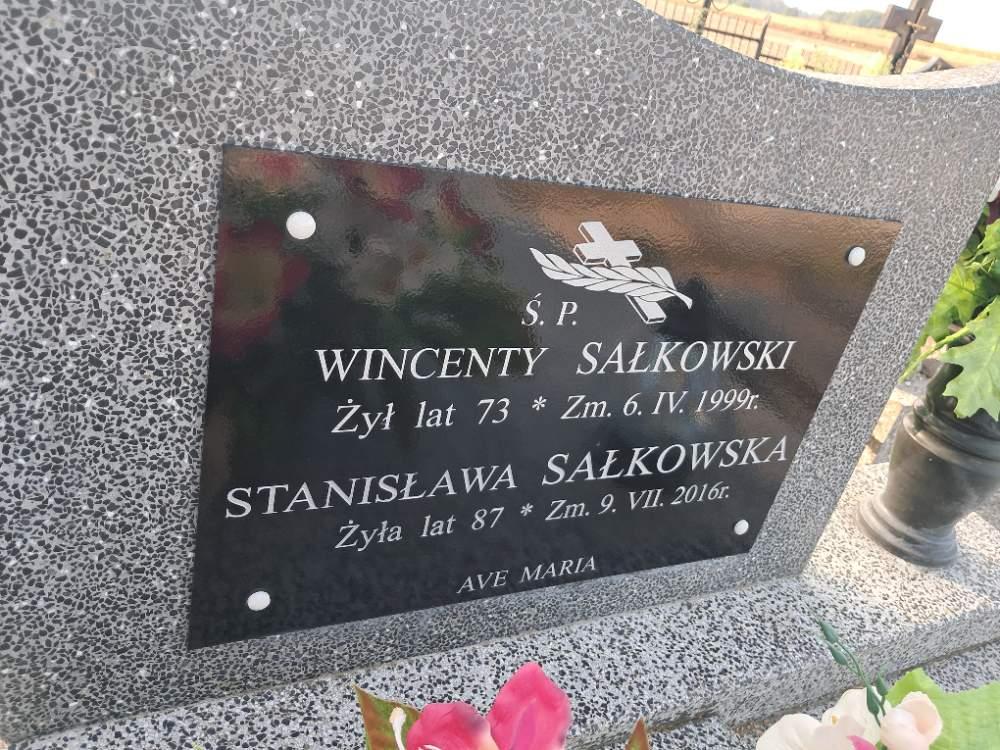 Ś. P.
WINCENTY SAŁKOWSKI
Żył lat 73 * Zm. 6. IV. 1999r.
STANISŁAWA SAŁKOWSKA
Żyła lat 87 * Zm. 9. VII. 2016r.
AVE MARIA